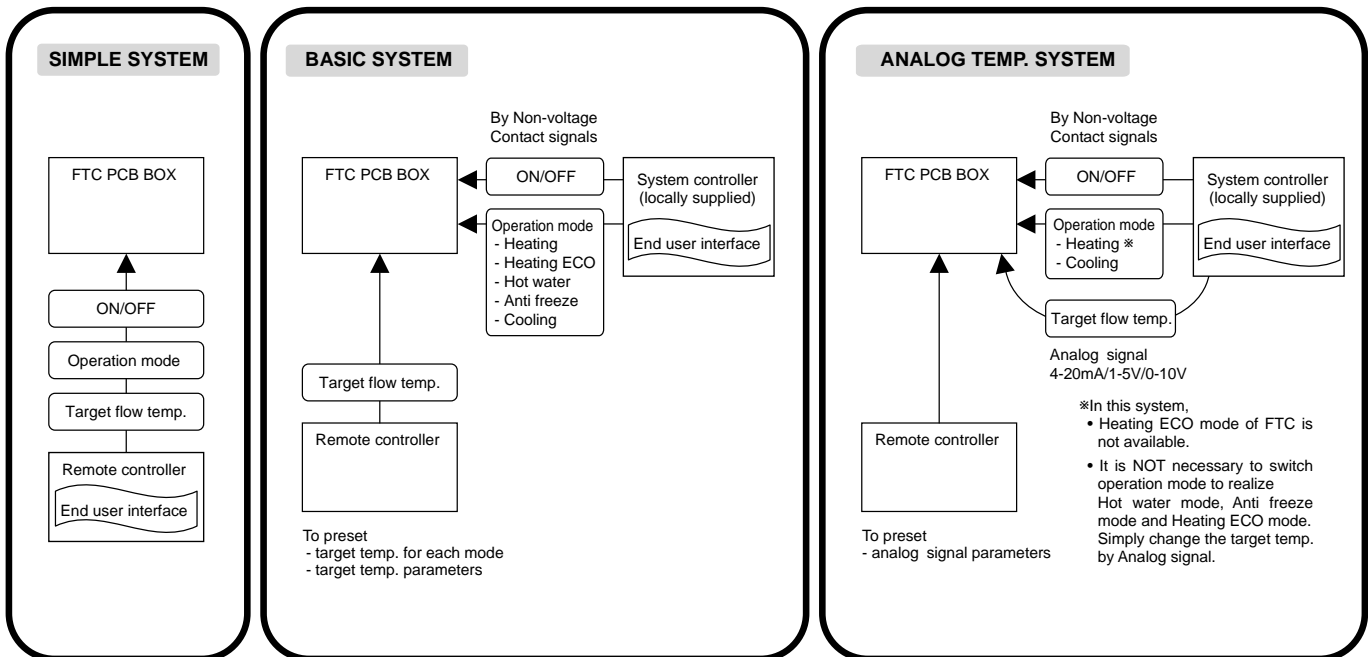 SIMPLE SYSTEM
FTC PCB BOX
ON/OFF
Operation mode
Target flow temp.
Remote controller
End user interface
BASIC SYSTEM
By Non-voltage
Contact signals
FTC PCB BOX
ON/OFF
System controller
(locally supplied)
End user interface
Operation mode
- Heating
- Heating ECO
- Hot water
- Anti freeze
- Cooling
Target flow temp.
Remote controller
To preset
- target temp. for each mode
- target temp. parameters
ANALOG TEMP. SYSTEM
By Non-voltage
Contact signals
FTC PCB BOX
ON/OFF
System controller
(locally supplied)
End user interface
Operation mode
- Heating ※
- Cooling
Target flow temp.
Analog signal
4-20mA/1-5V/0-10V
Remote controller
To preset
- analog signal parameters
※In this system,
• Heating ECO mode of FTC is
not available.
• It is NOT necessary to switch
operation mode to realize
Hot water mode, Anti freeze
mode and Heating ECO mode.
Simply change the target temp.
by Analog signal.